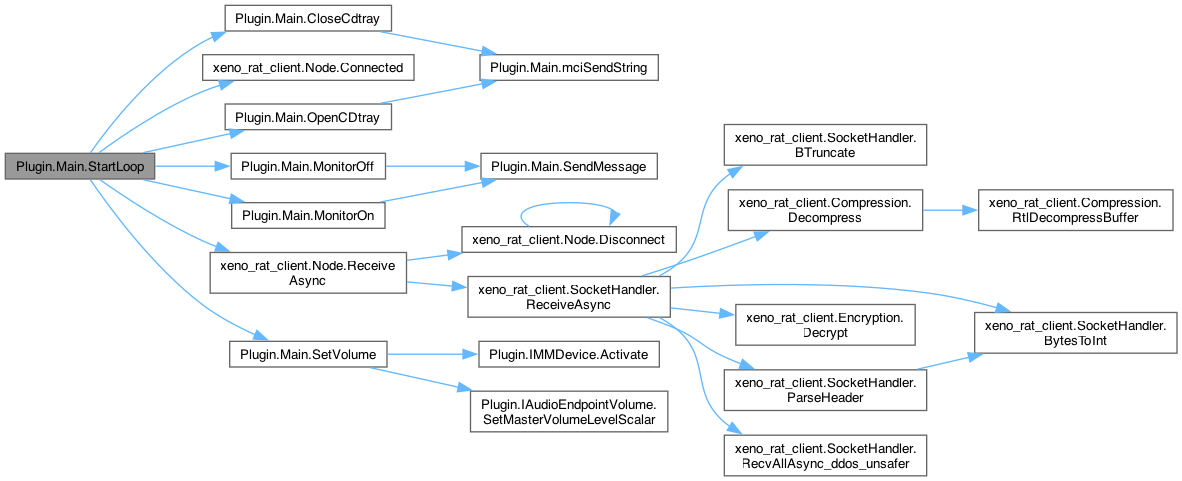 Plugin.Main.StartLoop
Plugin.Main.CloseCdtray
xeno_rat_client.Node.Connected
Plugin.Main.OpenCDtray
Plugin.Main.MonitorOff
Plugin.Main.MonitorOn
xeno_rat_client.Node.Receive
Async
Plugin.Main.SetVolume
Plugin.Main.mciSendString
Plugin.Main.SendMessage
xeno_rat_client.Node.Disconnect
xeno_rat_client.SocketHandler.
ReceiveAsync
Plugin.IMMDevice.Activate
Plugin.IAudioEndpointVolume.
SetMasterVolumeLevelScalar
xeno_rat_client.SocketHandler.
BTruncate
xeno_rat_client.Compression.
Decompress
xeno_rat_client.Encryption.
Decrypt
xeno_rat_client.SocketHandler.
ParseHeader
xeno_rat_client.SocketHandler.
RecvAllAsync_ddos_unsafer
xeno_rat_client.Compression.
RtlDecompressBuffer
xeno_rat_client.SocketHandler.
BytesToInt